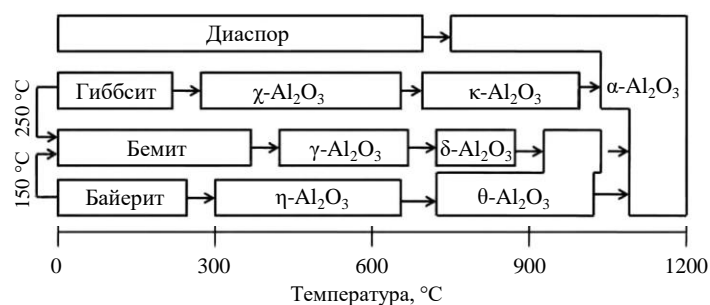 Диаспор
Гиббсит χ-Al₂O₃ κ-Al₂O₃ α-Al₂O₃
250 °C
Бемит γ-Al₂O₃ δ-Al₂O₃
150 °C
Байерит η-Al₂O₃ θ-Al₂O₃
0 300 600 900 1200
Температура, °C